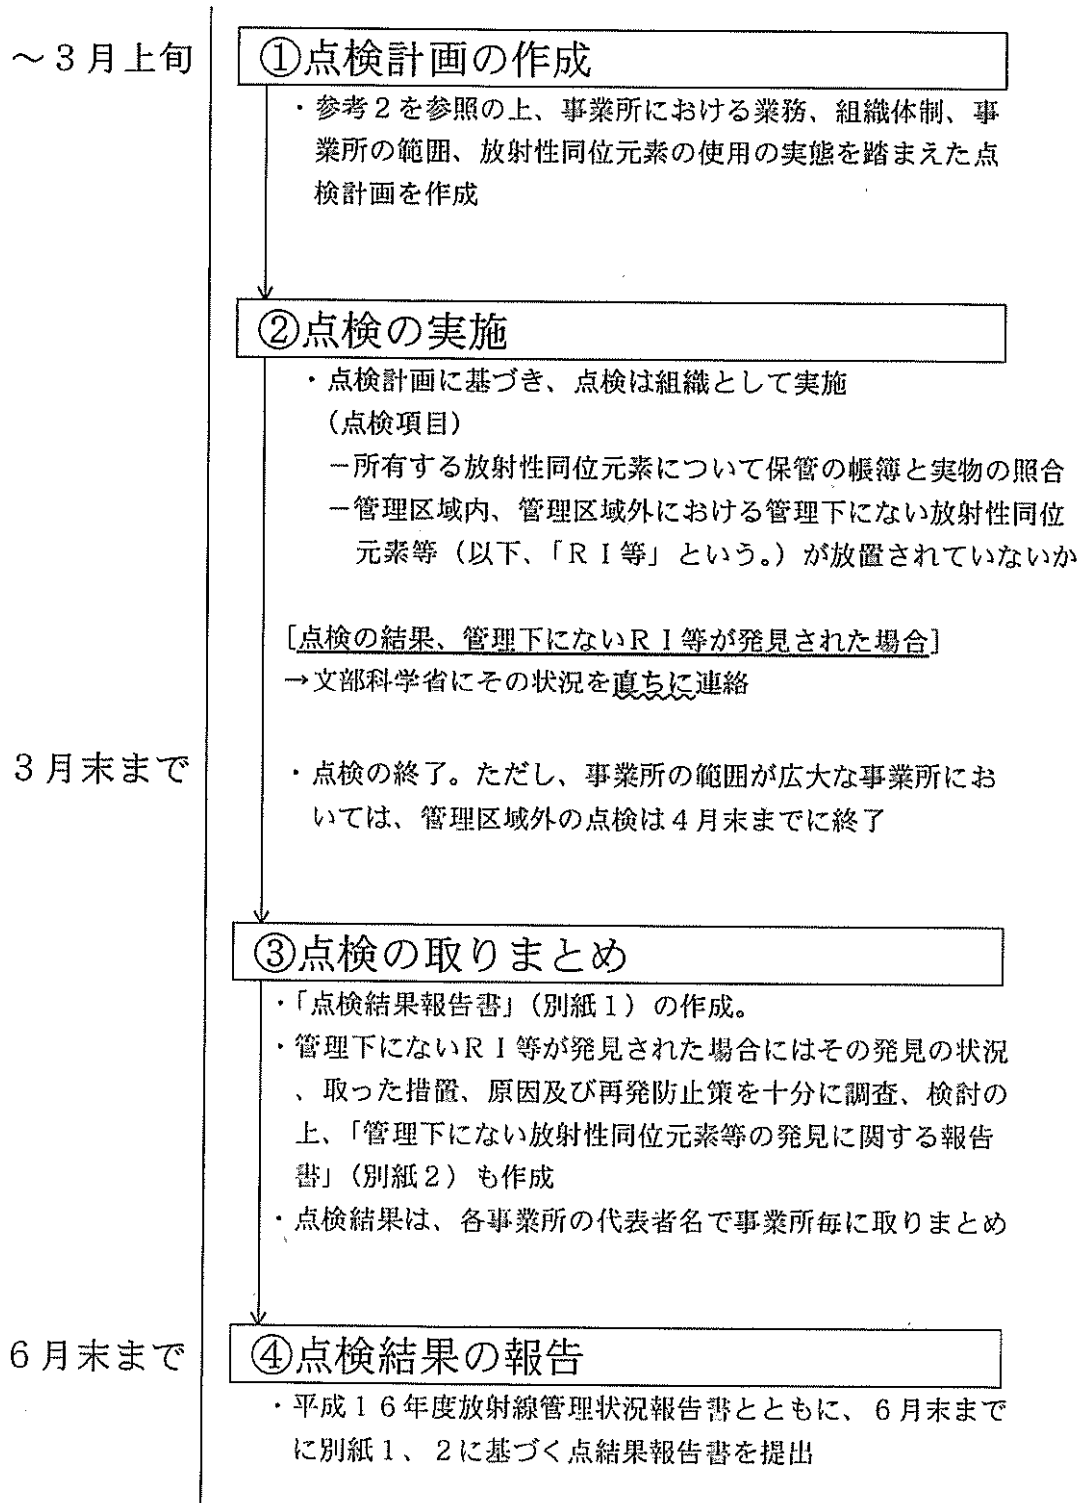 ～３月上旬
①点検計画の作成
・参考２を参照の上、事業所における業務、組織体制、事
業所の範囲、放射性同位元素の使用の実態を踏まえた点
検計画を作成
②点検の実施
・点検計画に基づき、点検は組織として実施
（点検項目）
－所有する放射性同位元素について保管の帳簿と実物の照合
－管理区域内、管理区域外における管理下にない放射性同位
元素等（以下、「ＲＩ等」という。）が放置されていないか
［点検の結果、管理下にないＲＩ等が発見された場合］
→文部科学省にその状況を直ちに連絡
３月末まで
・点検の終了。ただし、事業所の範囲が広大な事業所にお
いては、管理区域外の点検は４月末までに終了
③点検の取りまとめ
・「点検結果報告書」（別紙１）の作成。
・管理下にないＲＩ等が発見された場合にはその発見の状況
、取った措置、原因及び再発防止策を十分に調査、検討の
上、「管理下にない放射性同位元素等の発見に関する報告
書」（別紙２）も作成
・点検結果は、各事業所の代表者名で事業所毎に取りまとめ
６月末まで
④点検結果の報告
・平成１６年度放射線管理状況報告書とともに、６月末まで
に別紙１、２に基づく点結果報告書を提出